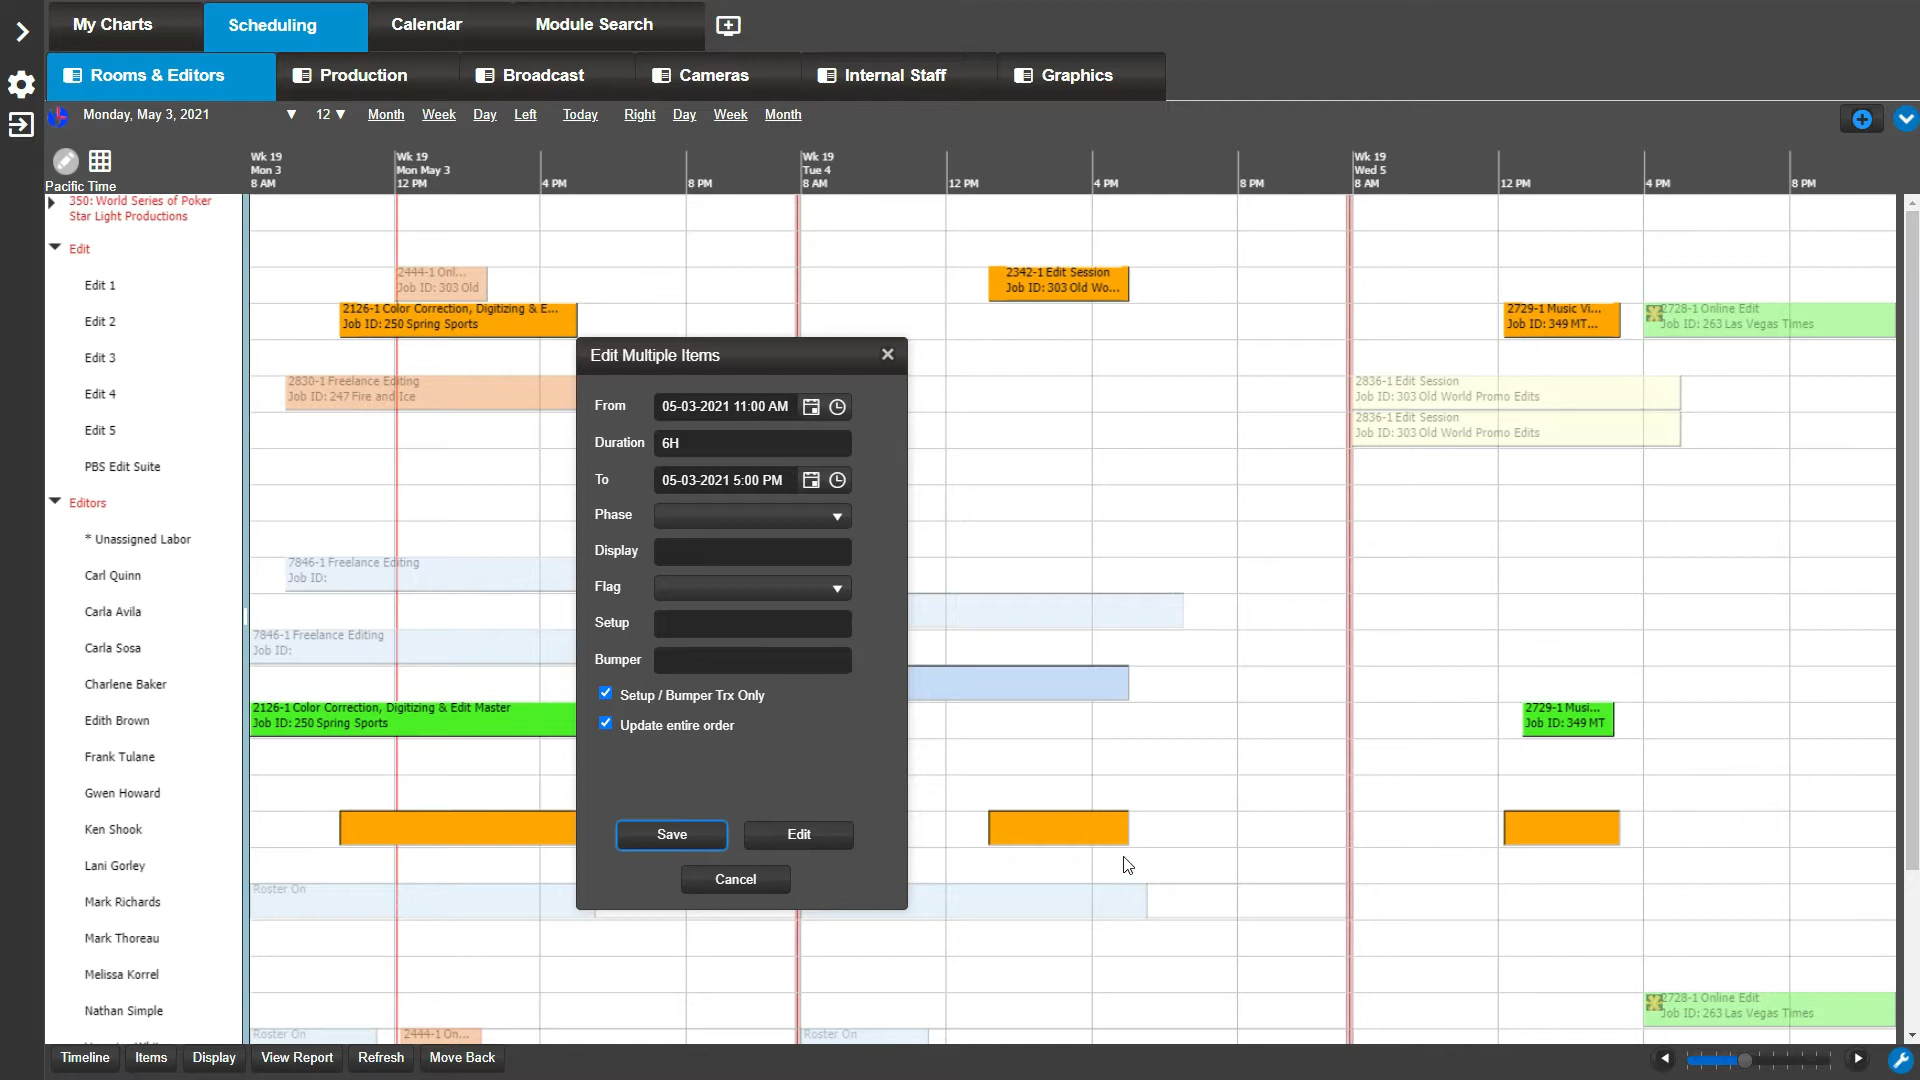 My Charts
Scheduling
Calendar
Module Search
Rooms & Editors
Production
Broadcast
Cameras
Internal Staff
Graphics
Monday, May 3, 2021
12
Month
Week
Day
Left
Today
Right
Day
Week
Month
Pacific Time
Wk 19
Mon 3
8 AM
Wk 19
Mon May 3
12 PM
4 PM
8 PM
Wk 19
Tue 4
8 AM
12 PM
4 PM
8 PM
Wk 19
Wed 5
8 AM
12 PM
4 PM
8 PM
350: World Series of Poker
Star Light Productions
Edit
Edit 1
2444-1 Onl...
Job ID: 303 Old
2342-1 Edit Session
Job ID: 303 Old Wo...
Edit 2
2126-1 Color Correction, Digitizing & E...
Job ID: 250 Spring Sports
2729-1 Music Vi...
Job ID: 349 MT...
2728-1 Online Edit
Job ID: 263 Las Vegas Times
Edit 3
Edit 4
2830-1 Freelance Editing
Job ID: 247 Fire and Ice
2836-1 Edit Session
Job ID: 303 Old World Promo Edits
Edit 5
2836-1 Edit Session
Job ID: 303 Old World Promo Edits
PBS Edit Suite
Editors
* Unassigned Labor
Carl Quinn
7846-1 Freelance Editing
Job ID:
Carla Avila
Carla Sosa
7846-1 Freelance Editing
Job ID:
Charlene Baker
Edith Brown
2126-1 Color Correction, Digitizing & Edit Master
Job ID: 250 Spring Sports
2729-1 Musi...
Job ID: 349 MT
Frank Tulane
Gwen Howard
Ken Shook
Lani Gorley
Mark Richards
Roster On
Mark Thoreau
Melissa Korrel
Nathan Simple
2728-1 Online Edit
Job ID: 263 Las Vegas Times
Roster On
2444-1 On...
Roster On
Edit Multiple Items
From
05-03-2021 11:00 AM
Duration
6H
To
05-03-2021 5:00 PM
Phase
Display
Flag
Setup
Bumper
Setup / Bumper Trx Only
Update entire order
Save
Edit
Cancel
Timeline
Items
Display
View Report
Refresh
Move Back